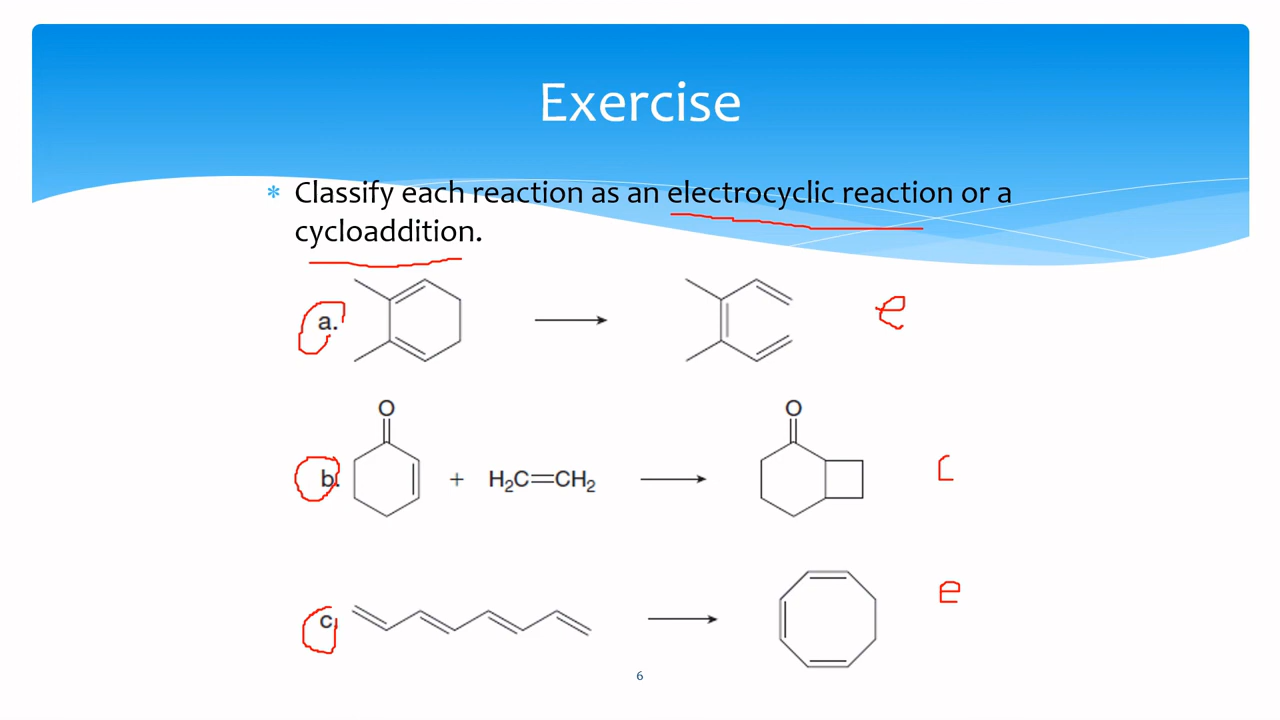 Exercise
* Classify each reaction as an electrocyclic reaction or a
cycloaddition.
a.
e
O
O
b.
+ H₂C=CH₂
c
c.
e
6